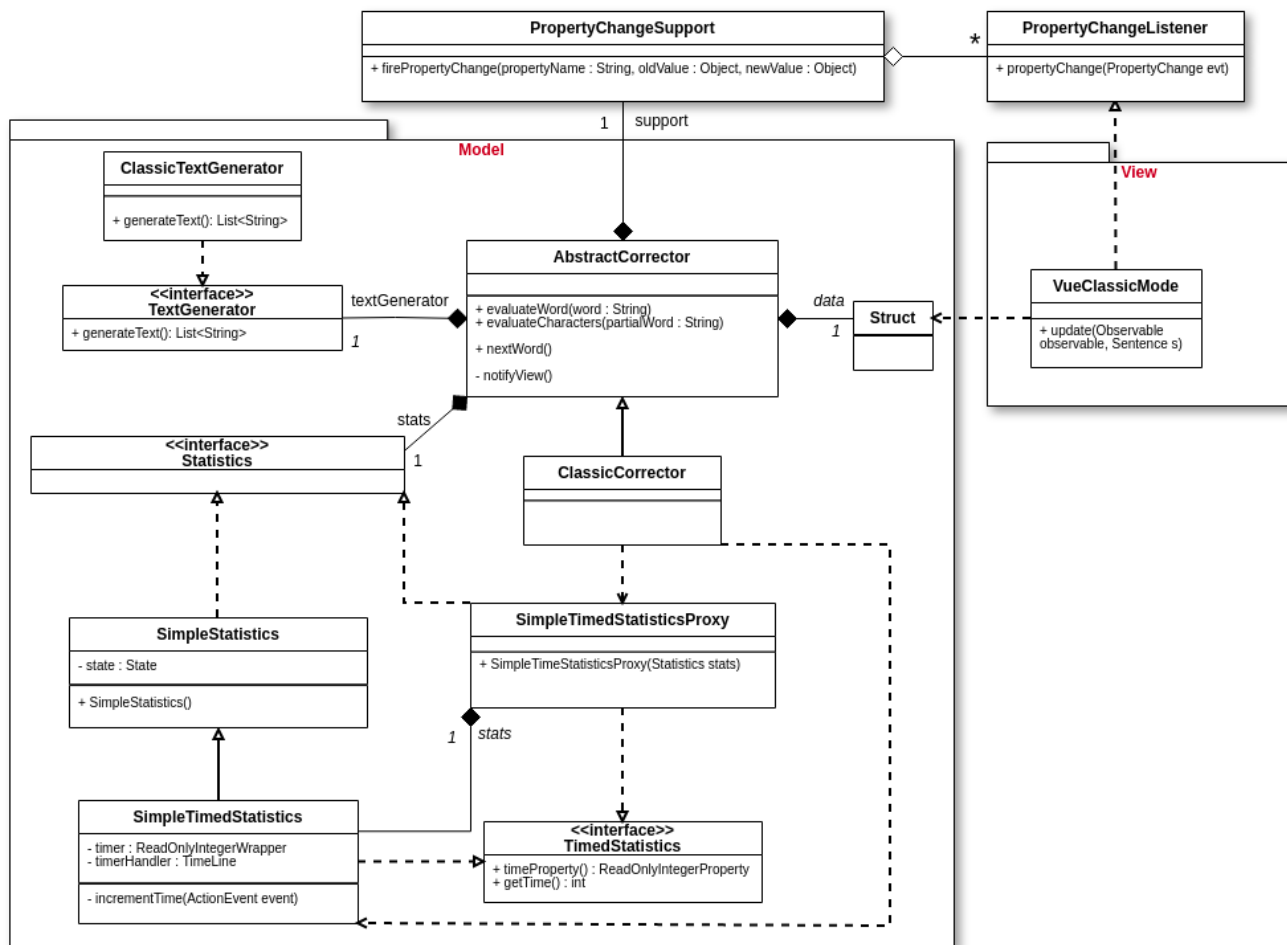 PropertyChangeSupport
+ firePropertyChange(propertyName : String, oldValue : Object, newValue : Object)
*
PropertyChangeListener
+ propertyChange(PropertyChange evt)
1
support
Model
View
ClassicTextGenerator
+ generateText(): List<String>
<<interface>>
TextGenerator
+ generateText(): List<String>
textGenerator
1
AbstractCorrector
+ evaluateWord(word : String)
+ evaluateCharacters(partialWord : String)
+ nextWord()
- notifyView()
data
1
Struct
VueClassicMode
+ update(Observable
observable, Sentence s)
stats
1
<<interface>>
Statistics
ClassicCorrector
SimpleStatistics
- state : State
+ SimpleStatistics()
SimpleTimedStatisticsProxy
+ SimpleTimeStatisticsProxy(Statistics stats)
1
stats
SimpleTimedStatistics
- timer : ReadOnlyIntegerWrapper
- timerHandler : TimeLine
- incrementTime(ActionEvent event)
<<interface>>
TimedStatistics
+ timeProperty() : ReadOnlyIntegerProperty
+ getTime() : int